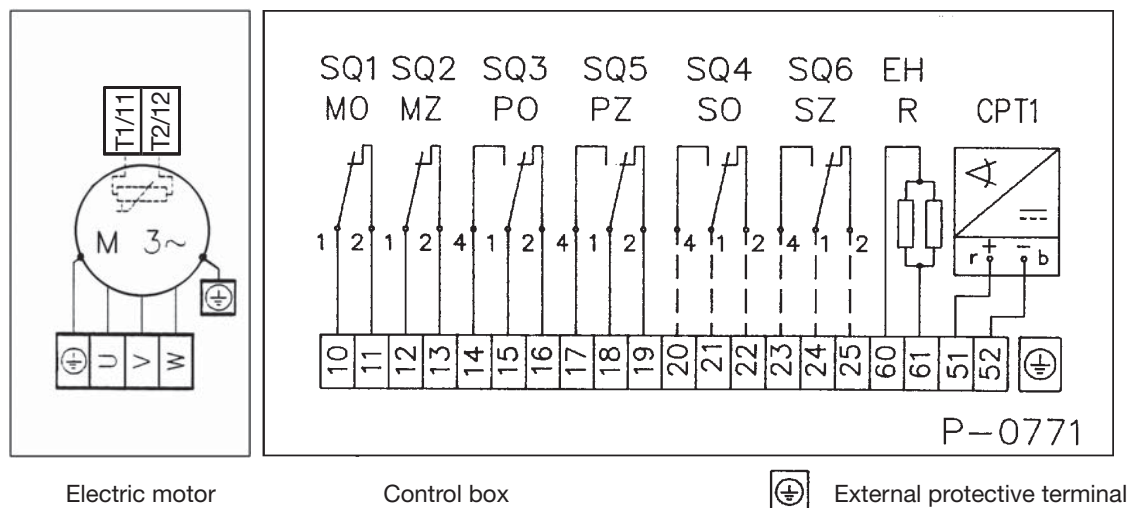 SQ1 SQ2 SQ3 SQ5 SQ4 SQ6 EH
MO MZ PO PZ SO SZ R CPT1
T1/11 T2/12
M 3~
1 2 1 2 4 1 2 4 1 2 4 1 2 4 1 2 r + − b
U V W
10 11 12 13 14 15 16 17 18 19 20 21 22 23 24 25 60 61 51 52
P-0771
Electric motor Control box External protective terminal